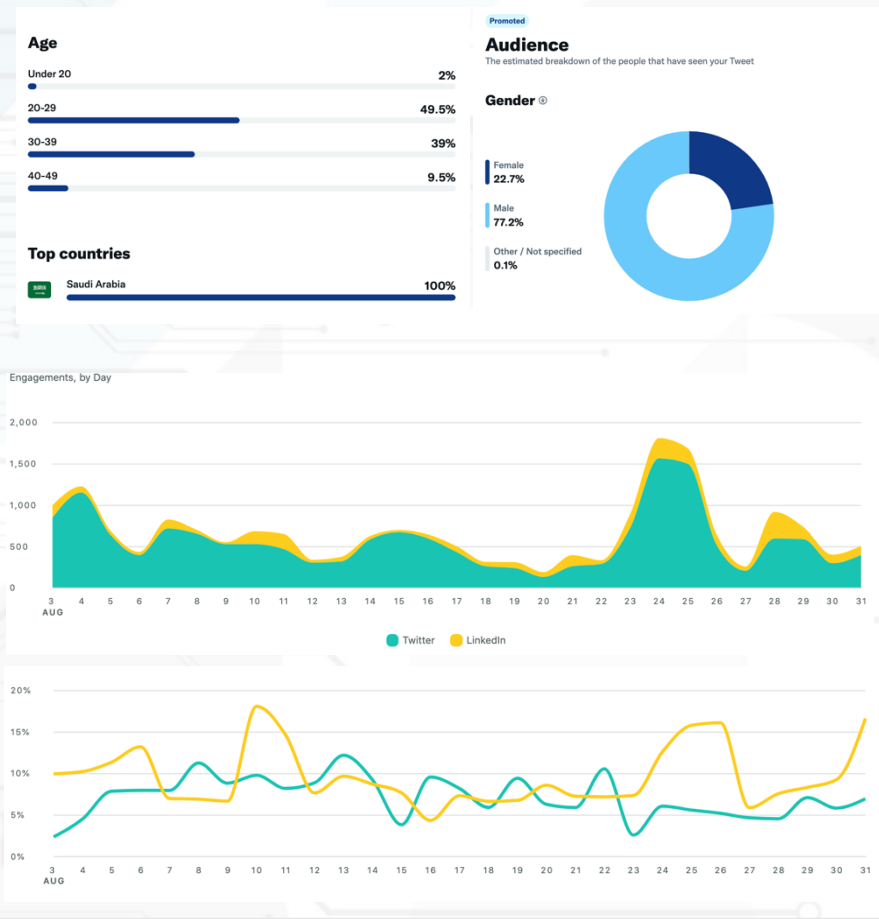 Age
Under 20
2%
20-29
49.5%
30-39
39%
40-49
9.5%
Top countries
Saudi Arabia
100%
Promoted
Audience
The estimated breakdown of the people that have seen your Tweet
Gender
Female
22.7%
Male
77.2%
Other / Not specified
0.1%
Engagements, by Day
2,000
1,500
1,000
500
0
3 4 5 6 7 8 9 10 11 12 13 14 15 16 17 18 19 20 21 22 23 24 25 26 27 28 29 30 31
AUG
Twitter LinkedIn
20%
15%
10%
5%
0%
3 4 5 6 7 8 9 10 11 12 13 14 15 16 17 18 19 20 21 22 23 24 25 26 27 28 29 30 31
AUG